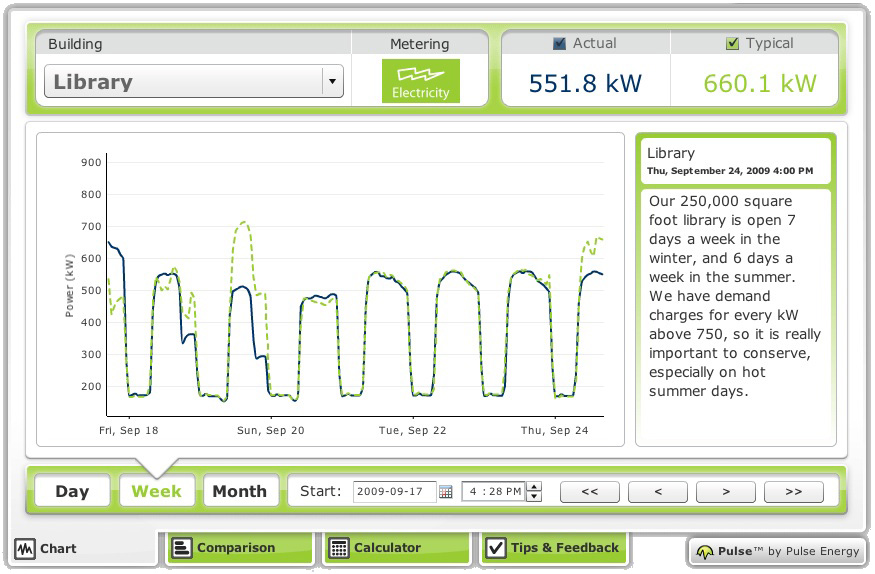 Building
Metering
Actual
Typical
Library
Electricity
551.8 kW
660.1 kW
900
800
700
600
500
400
300
200
Power (kW)
Fri, Sep 18
Sun, Sep 20
Tue, Sep 22
Thu, Sep 24
Library
Thu, September 24, 2009 4:00 PM
Our 250,000 square
foot library is open 7
days a week in the
winter, and 6 days a
week in the summer.
We have demand
charges for every kW
above 750, so it is really
important to conserve,
especially on hot
summer days.
Day
Week
Month
Start:
2009-09-17
4 : 28 PM
<<
<
>
>>
Chart
Comparison
Calculator
Tips & Feedback
Pulse™ by Pulse Energy